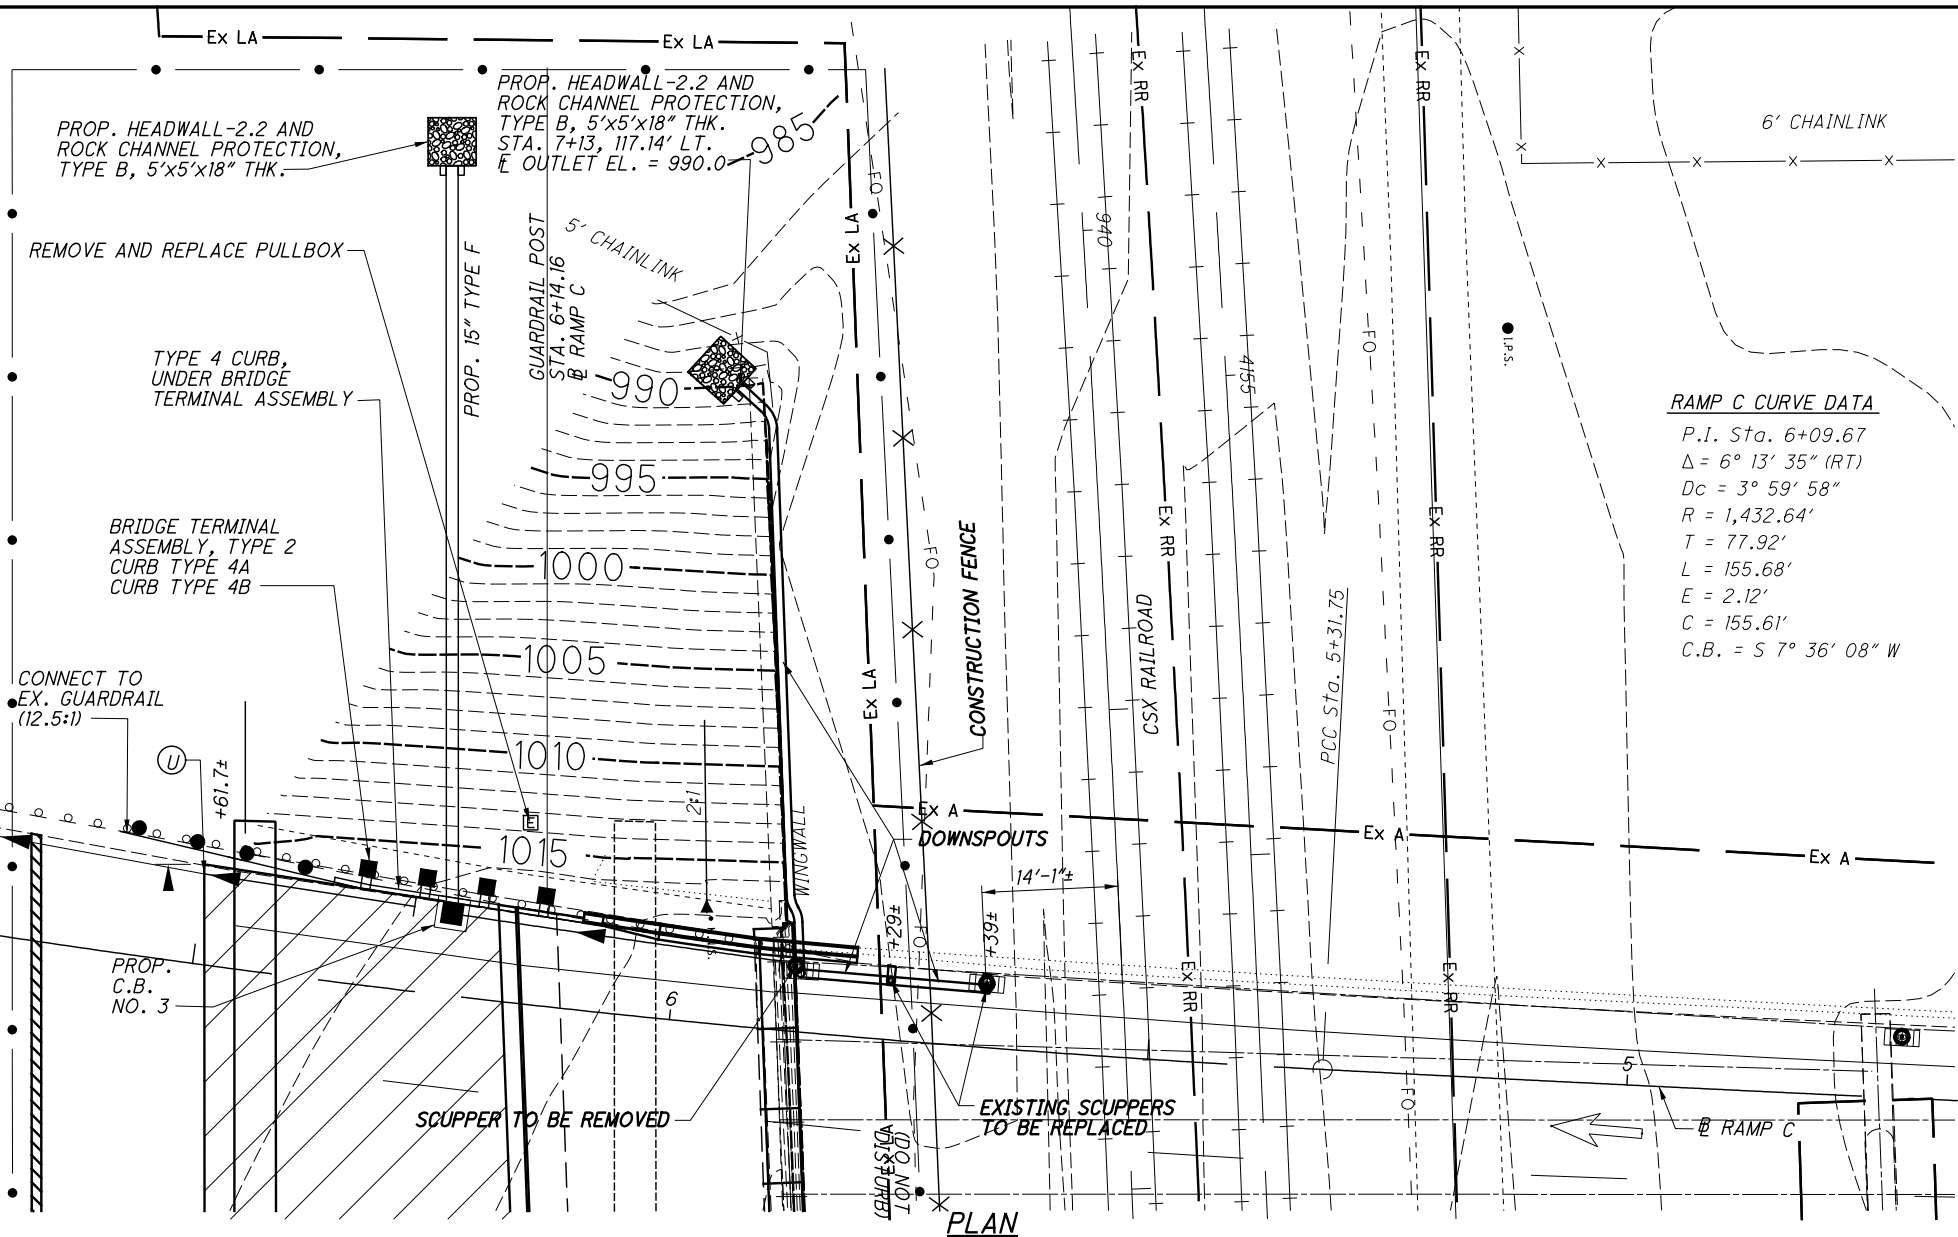 Ex LA
Ex LA
PROP. HEADWALL-2.2 AND
ROCK CHANNEL PROTECTION,
TYPE B, 5'x5'x18" THK.
PROP. HEADWALL-2.2 AND
ROCK CHANNEL PROTECTION,
TYPE B, 5'x5'x18" THK.
STA. 7+13, 117.14' LT.
OUTLET EL. = 990.0
985
REMOVE AND REPLACE PULLBOX
PROP. 15" TYPE F
GUARDRAIL POST
STA. 6+14.16
RAMP C
5' CHAINLINK
TYPE 4 CURB,
UNDER BRIDGE
TERMINAL ASSEMBLY
BRIDGE TERMINAL
ASSEMBLY, TYPE 2
CURB TYPE 4A
CURB TYPE 4B
CONNECT TO
EX. GUARDRAIL
(12.5:1)
U
+61.7±
990
995
1000
1005
1010
1015
E
2:1
WINGWALL
PROP.
C.B.
NO. 3
6
SCUPPER TO BE REMOVED
Ex LA
Ex LA
Ex LA
FO
FO
FO
CONSTRUCTION FENCE
DOWNSPOUTS
+29±
+39±
14'-1"±
EXISTING SCUPPERS
TO BE REPLACED
(DO NOT
DISTURB)
Ex A
Ex A
Ex A
Ex RR
Ex RR
Ex RR
Ex RR
Ex RR
Ex RR
940
4155
CSX RAILROAD
PCC Sta. 5+31.75
FO
FO
FO
I.P.S.
6' CHAINLINK
RAMP C CURVE DATA
P.I. Sta. 6+09.67
Δ = 6° 13' 35" (RT)
Dc = 3° 59' 58"
R = 1,432.64'
T = 77.92'
L = 155.68'
E = 2.12'
C = 155.61'
C.B. = S 7° 36' 08" W
5
RAMP C
PLAN